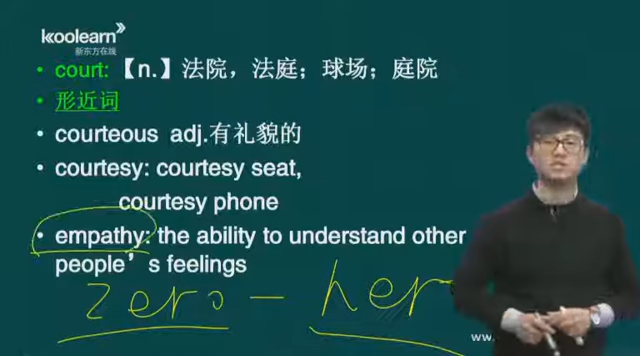 koolearn
新东方在线
• court:【n.】法院，法庭；球场；庭院
• 形近词
courteous adj.有礼貌的
courtesy: courtesy seat,
courtesy phone
• empathy: the ability to understand other
people’s feelings
zero – her
www.